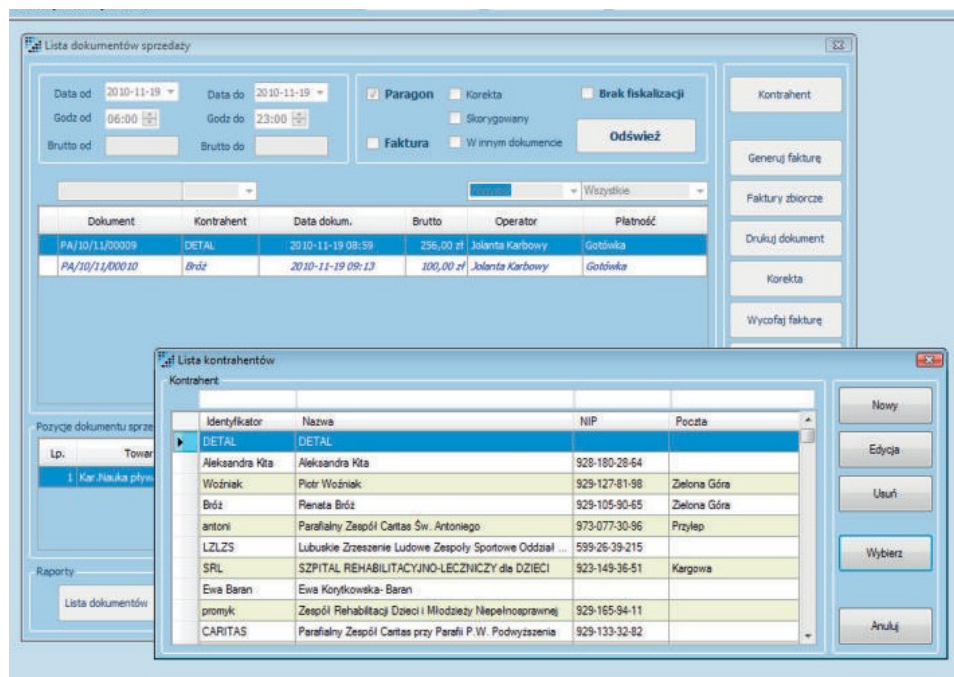 Lista dokumentów sprzedaży
Data od 2010-11-19 Data do 2010-11-19
Godz od 06:00 Godz do 23:00
Brutto od Brutto do
Paragon Korekta Brak fiskalizacji
Skorygowany
Faktura W innym dokumencie Odśwież
Wszystkie
Dokument Kontrahent Data dokum. Brutto Operator Płatność
PA/10/11/00009 DETAL 2010-11-19 08:59 256,00 zł Jolanta Karbowy Gotówka
PA/10/11/00010 Bróż 2010-11-19 09:13 100,00 zł Jolanta Karbowy Gotówka
Kontrahent
Generuj fakturę
Faktury zbiorcze
Drukuj dokument
Korekta
Wycofaj fakturę
Pozycje dokumentu sprze
Lp. Towar
1 Kar.Nauka pływ
Raporty
Lista dokumentów
Lista kontrahentów
Kontrahent
Identyfikator Nazwa NIP Poczta
DETAL DETAL
Aleksandra Kita Aleksandra Kita 928-180-28-64
Woźniak Piotr Woźniak 929-127-81-98 Zielona Góra
Bróż Renata Bróż 929-105-90-65 Zielona Góra
antoni Parafialny Zespół Caritas Św. Antoniego 973-077-30-96 Przylep
LZLZS Lubuskie Zrzeszenie Ludowe Zespoły Sportowe Oddział ... 599-26-39-215
SRL SZPITAL REHABILITACYJNO-LECZNICZY dla DZIECI 923-149-36-51 Kargowa
Ewa Baran Ewa Korytkowska- Baran
promyk Zespół Rehabilitacji Dzieci i Młodzieży Niepełnosprawnej 929-165-94-11
CARITAS Parafialny Zespół Caritas przy Parafii P.W. Podwyższenia 929-133-32-82
Nowy
Edycja
Usuń
Wybierz
Anuluj